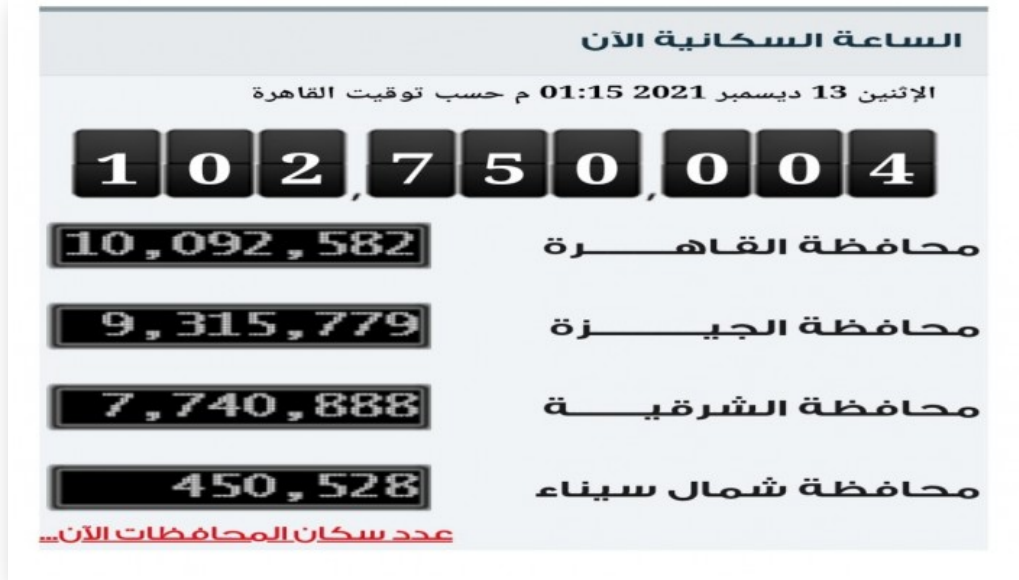 الساعة السكانية الآن
الإثنين 13 ديسمبر 2021 01:15 م حسب توقيت القاهرة
102,750,004
محافظة القاهـــــرة 10,092,582
محافظة الجيـــــزة 9,315,779
محافظة الشرقيـــــة 7,740,888
محافظة شمال سيناء 450,528
عدد سكان المحافظات الآن...